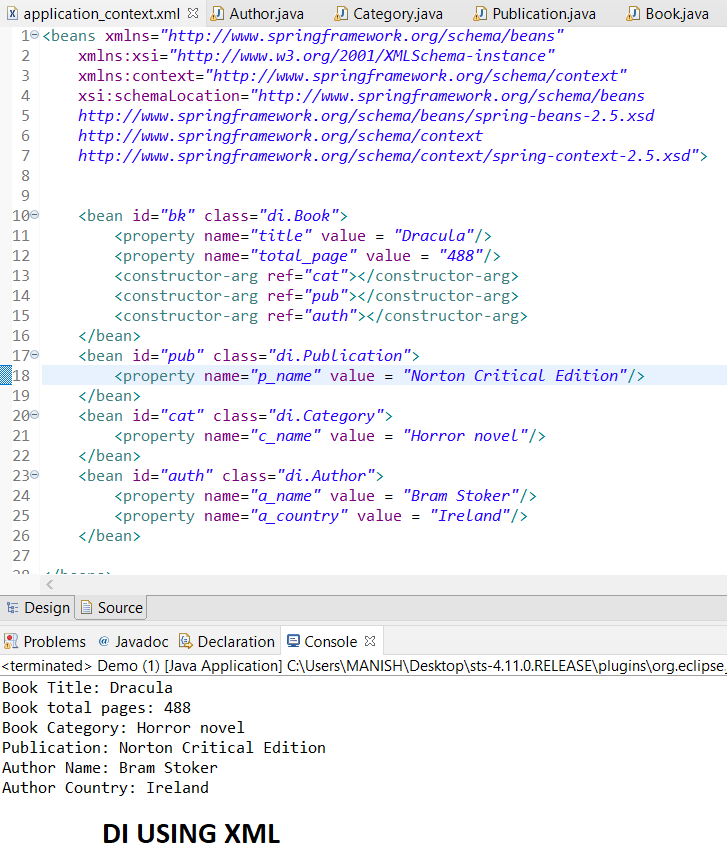 application_context.xml Author.java Category.java Publication.java Book.java
1 <beans xmlns="http://www.springframework.org/schema/beans"
2 xmlns:xsi="http://www.w3.org/2001/XMLSchema-instance"
3 xmlns:context="http://www.springframework.org/schema/context"
4 xsi:schemaLocation="http://www.springframework.org/schema/beans
5 http://www.springframework.org/schema/beans/spring-beans-2.5.xsd
6 http://www.springframework.org/schema/context
7 http://www.springframework.org/schema/context/spring-context-2.5.xsd">
8
9
10 <bean id="bk" class="di.Book">
11 <property name="title" value = "Dracula"/>
12 <property name="total_page" value = "488"/>
13 <constructor-arg ref="cat"></constructor-arg>
14 <constructor-arg ref="pub"></constructor-arg>
15 <constructor-arg ref="auth"></constructor-arg>
16 </bean>
17 <bean id="pub" class="di.Publication">
18 <property name="p_name" value = "Norton Critical Edition"/>
19 </bean>
20 <bean id="cat" class="di.Category">
21 <property name="c_name" value = "Horror novel"/>
22 </bean>
23 <bean id="auth" class="di.Author">
24 <property name="a_name" value = "Bram Stoker"/>
25 <property name="a_country" value = "Ireland"/>
26 </bean>
27
28 </beans>
Design Source
Problems @ Javadoc Declaration Console
<terminated> Demo (1) [Java Application] C:\Users\MANISH\Desktop\sts-4.11.0.RELEASE\plugins\org.eclipse.
Book Title: Dracula
Book total pages: 488
Book Category: Horror novel
Publication: Norton Critical Edition
Author Name: Bram Stoker
Author Country: Ireland
DI USING XML